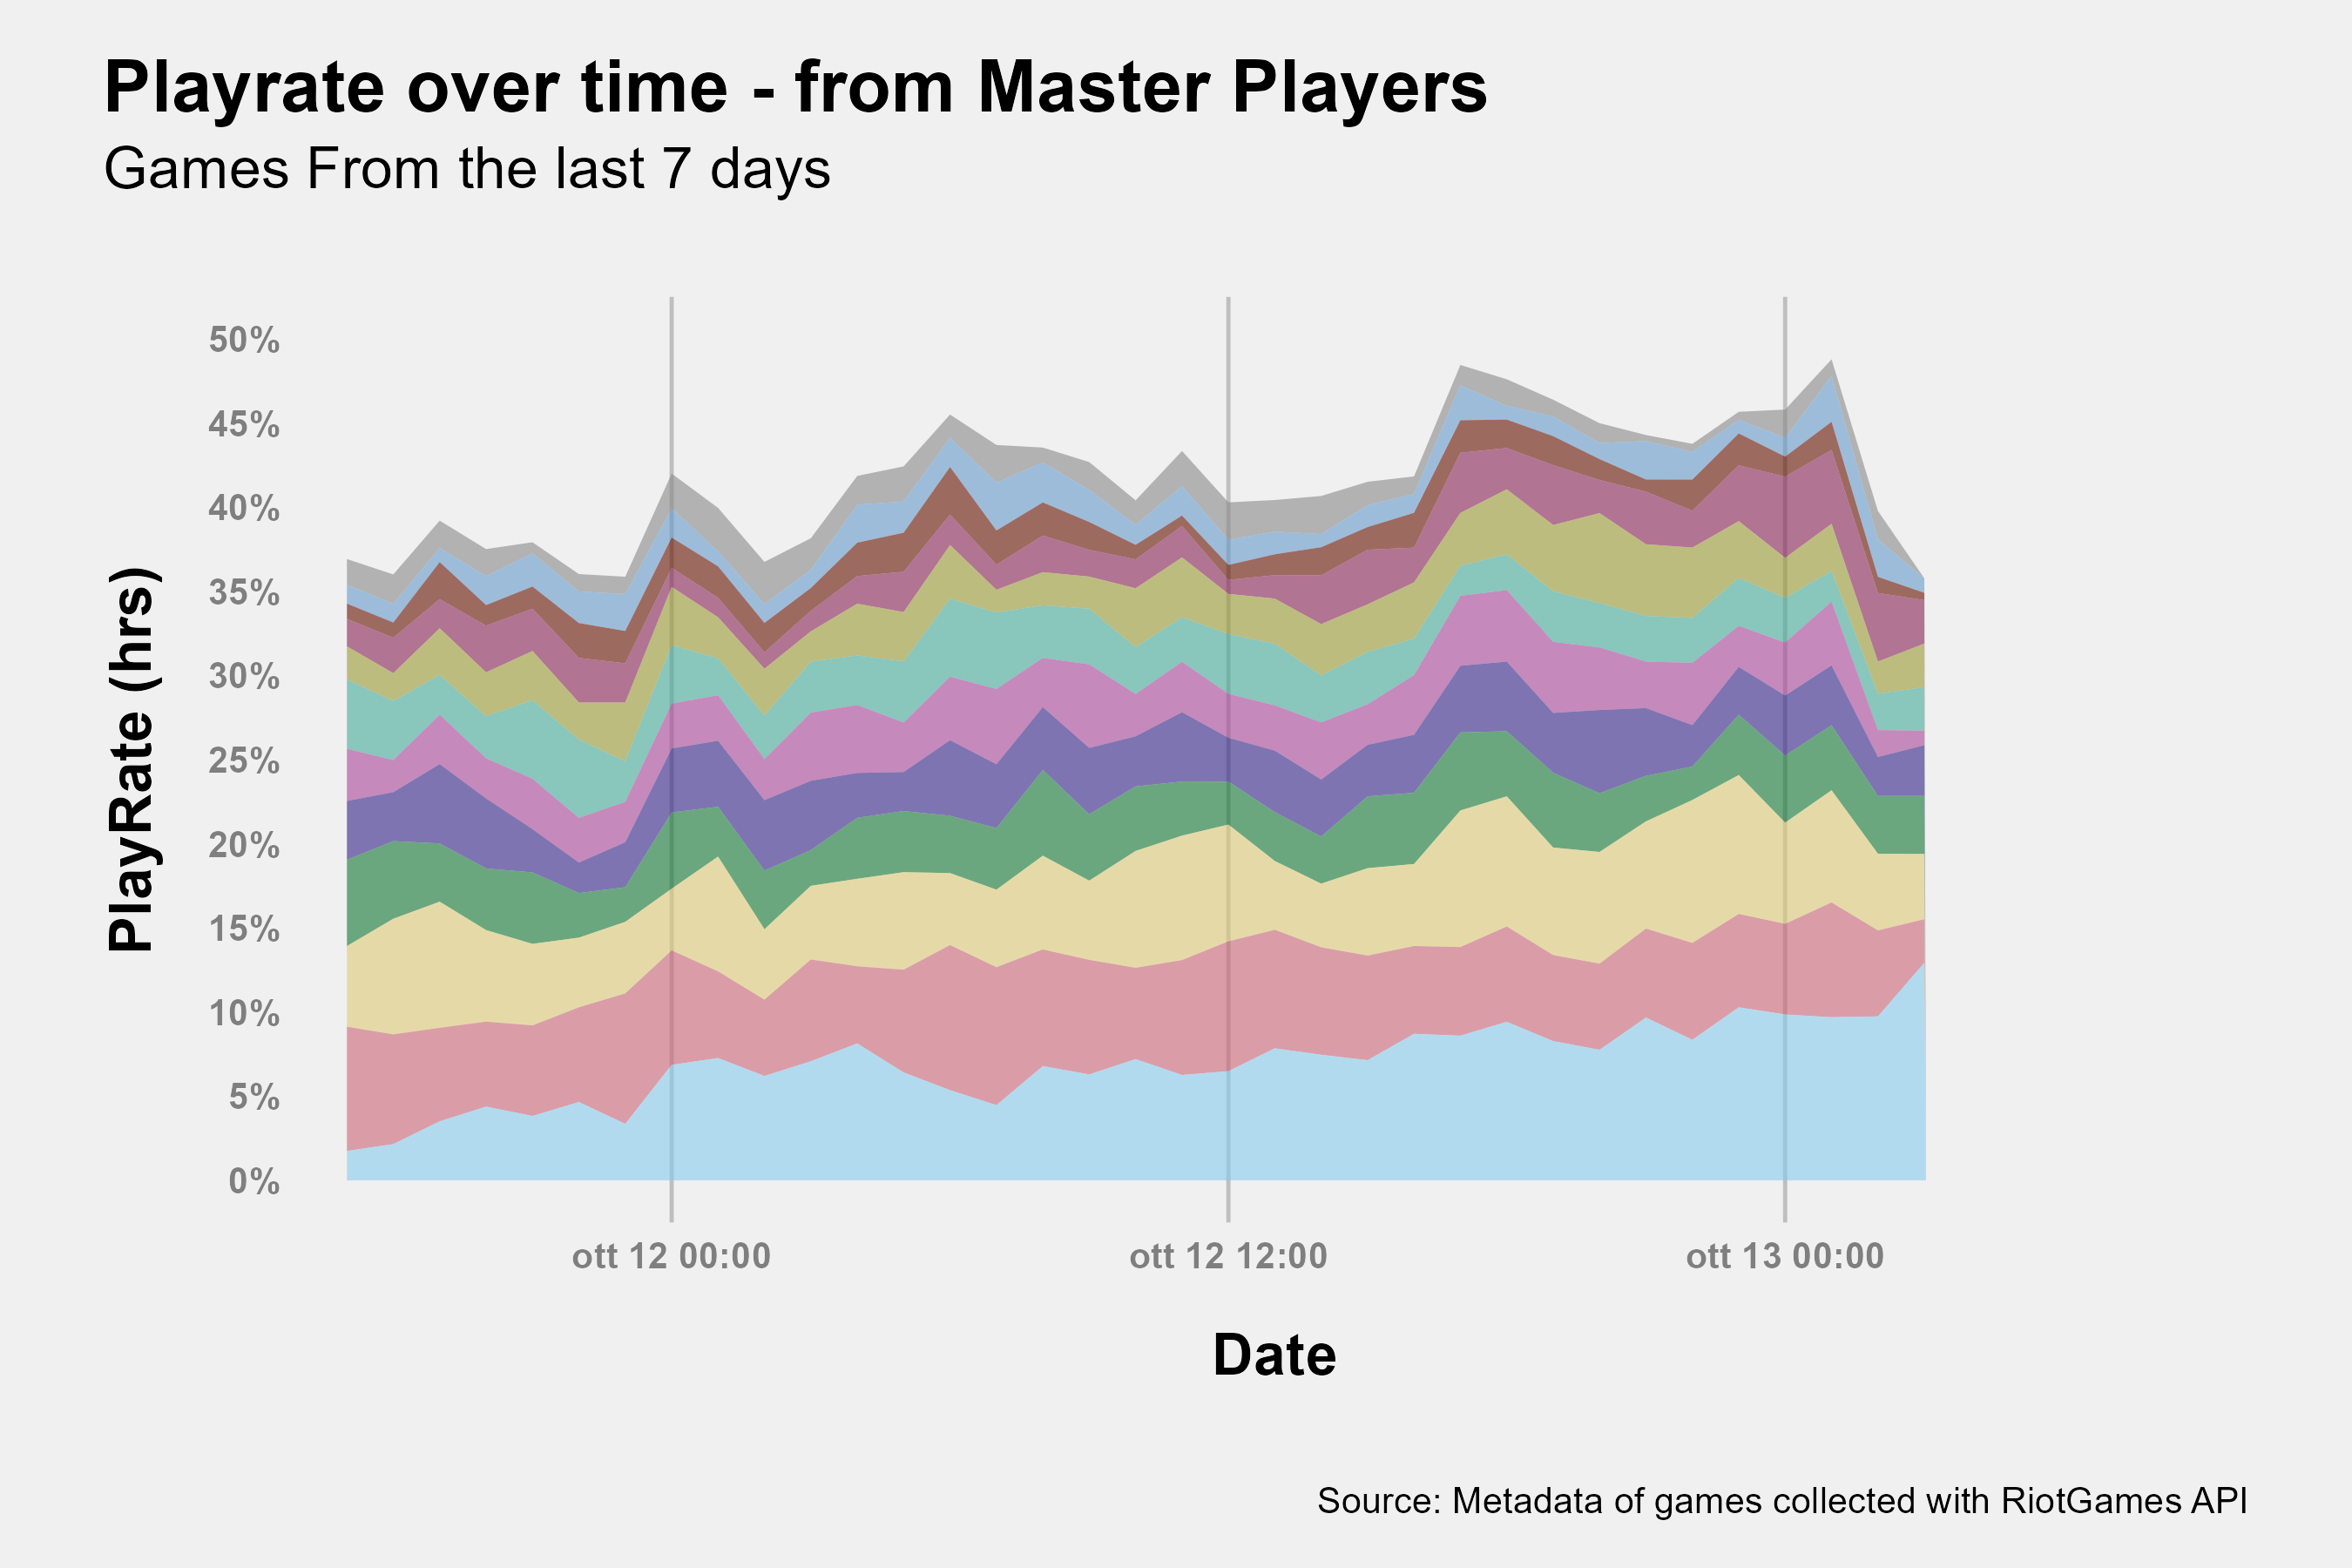 Playrate over time - from Master Players
Games From the last 7 days
50%
45%
40%
35%
30%
25%
20%
15%
10%
5%
0%
PlayRate (hrs)
ott 12 00:00
ott 12 12:00
ott 13 00:00
Date
Source: Metadata of games collected with RiotGames API